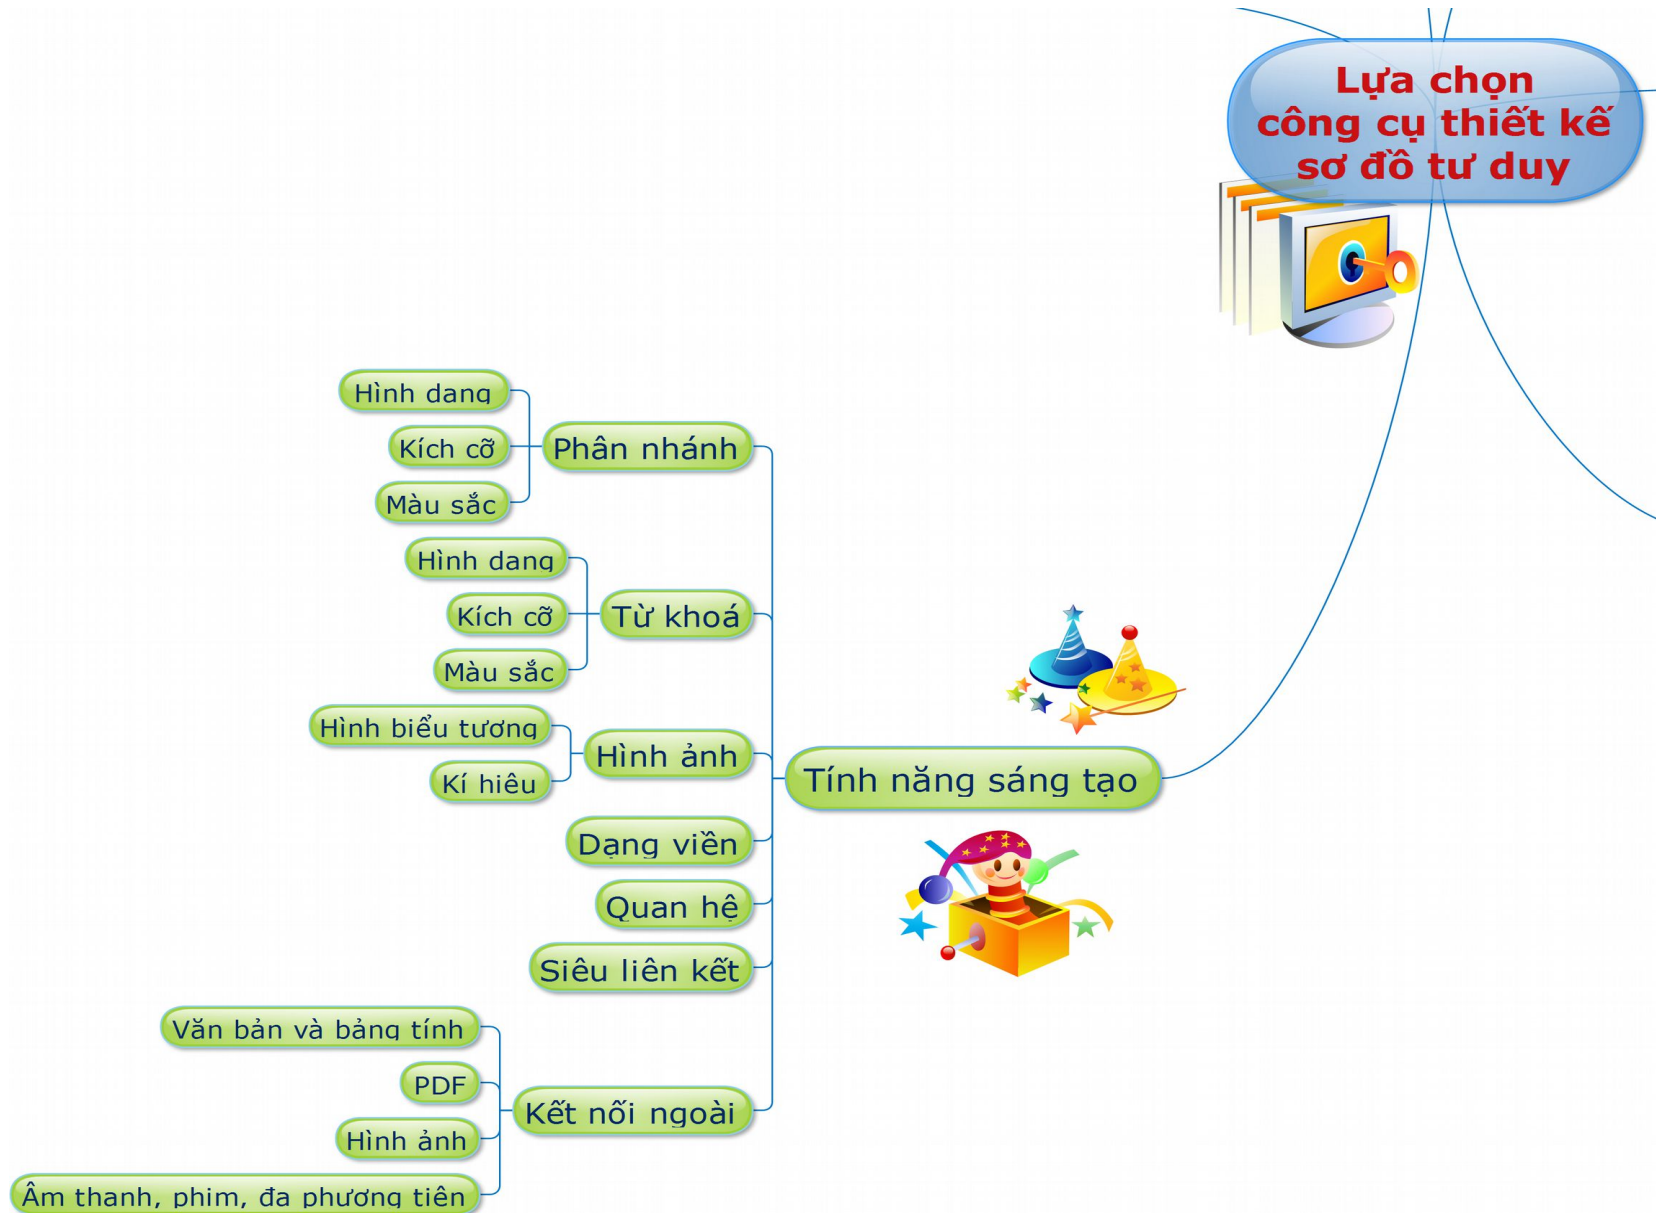 Lựa chọn
công cụ thiết kế
sơ đồ tư duy
Hình dạng
Kích cỡ
Màu sắc
Phân nhánh
Hình dạng
Kích cỡ
Màu sắc
Từ khoá
Hình biểu tượng
Kí hiệu
Hình ảnh
Tính năng sáng tạo
Dạng viền
Quan hệ
Siêu liên kết
Văn bản và bảng tính
PDF
Hình ảnh
Âm thanh, phim, đa phương tiện
Kết nối ngoài